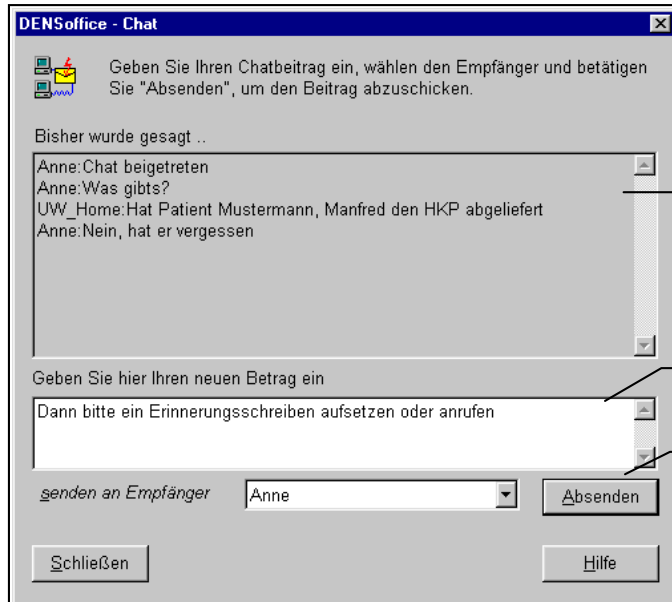 DENSoffice - Chat
Geben Sie Ihren Chatbeitrag ein, wählen den Empfänger und betätigen
Sie "Absenden", um den Beitrag abzuschicken.
Bisher wurde gesagt ..
Anne:Chat beigetreten
Anne:Was gibts?
UW_Home:Hat Patient Mustermann, Manfred den HKP abgeliefert
Anne:Nein, hat er vergessen
Geben Sie hier Ihren neuen Betrag ein
Dann bitte ein Erinnerungsschreiben aufsetzen oder anrufen
senden an Empfänger Anne Absenden
Schließen Hilfe